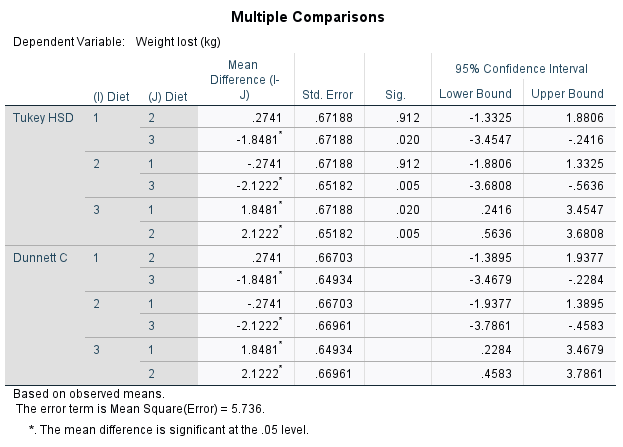 Multiple Comparisons
Dependent Variable: Weight lost (kg)
(I) Diet (J) Diet Mean Difference (I-J) Std. Error Sig. 95% Confidence Interval
Lower Bound Upper Bound
Tukey HSD 1 2 .2741 .67188 .912 -1.3325 1.8806
3 -1.8481* .67188 .020 -3.4547 -.2416
2 1 -.2741 .67188 .912 -1.8806 1.3325
3 -2.1222* .65182 .005 -3.6808 -.5636
3 1 1.8481* .67188 .020 .2416 3.4547
2 2.1222* .65182 .005 .5636 3.6808
Dunnett C 1 2 .2741 .66703 -1.3895 1.9377
3 -1.8481* .64934 -3.4679 -.2284
2 1 -.2741 .66703 -1.9377 1.3895
3 -2.1222* .66961 -3.7861 -.4583
3 1 1.8481* .64934 .2284 3.4679
2 2.1222* .66961 .4583 3.7861
Based on observed means.
The error term is Mean Square(Error) = 5.736.
*. The mean difference is significant at the .05 level.